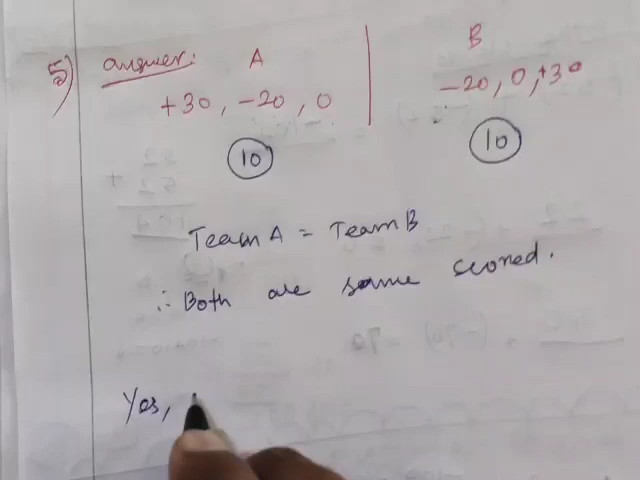 5) answer: A B
+30, -20, 0 -20, 0, +30
10 10
Team A = Team B
∴ Both are same scored.
Yes,